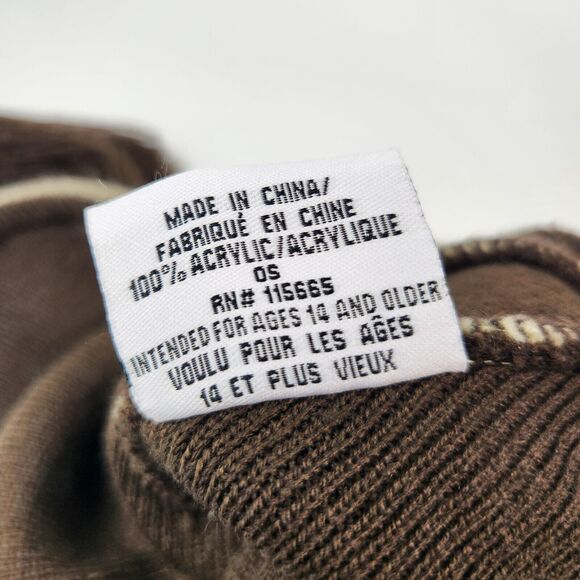 MADE IN CHINA/
FABRIQUÉ EN CHINE
100% ACRYLIC/ACRYLIQUE
OS
RN# 115665
INTENDED FOR AGES 14 AND OLDER
VOULU POUR LES ÂGES
14 ET PLUS VIEUX